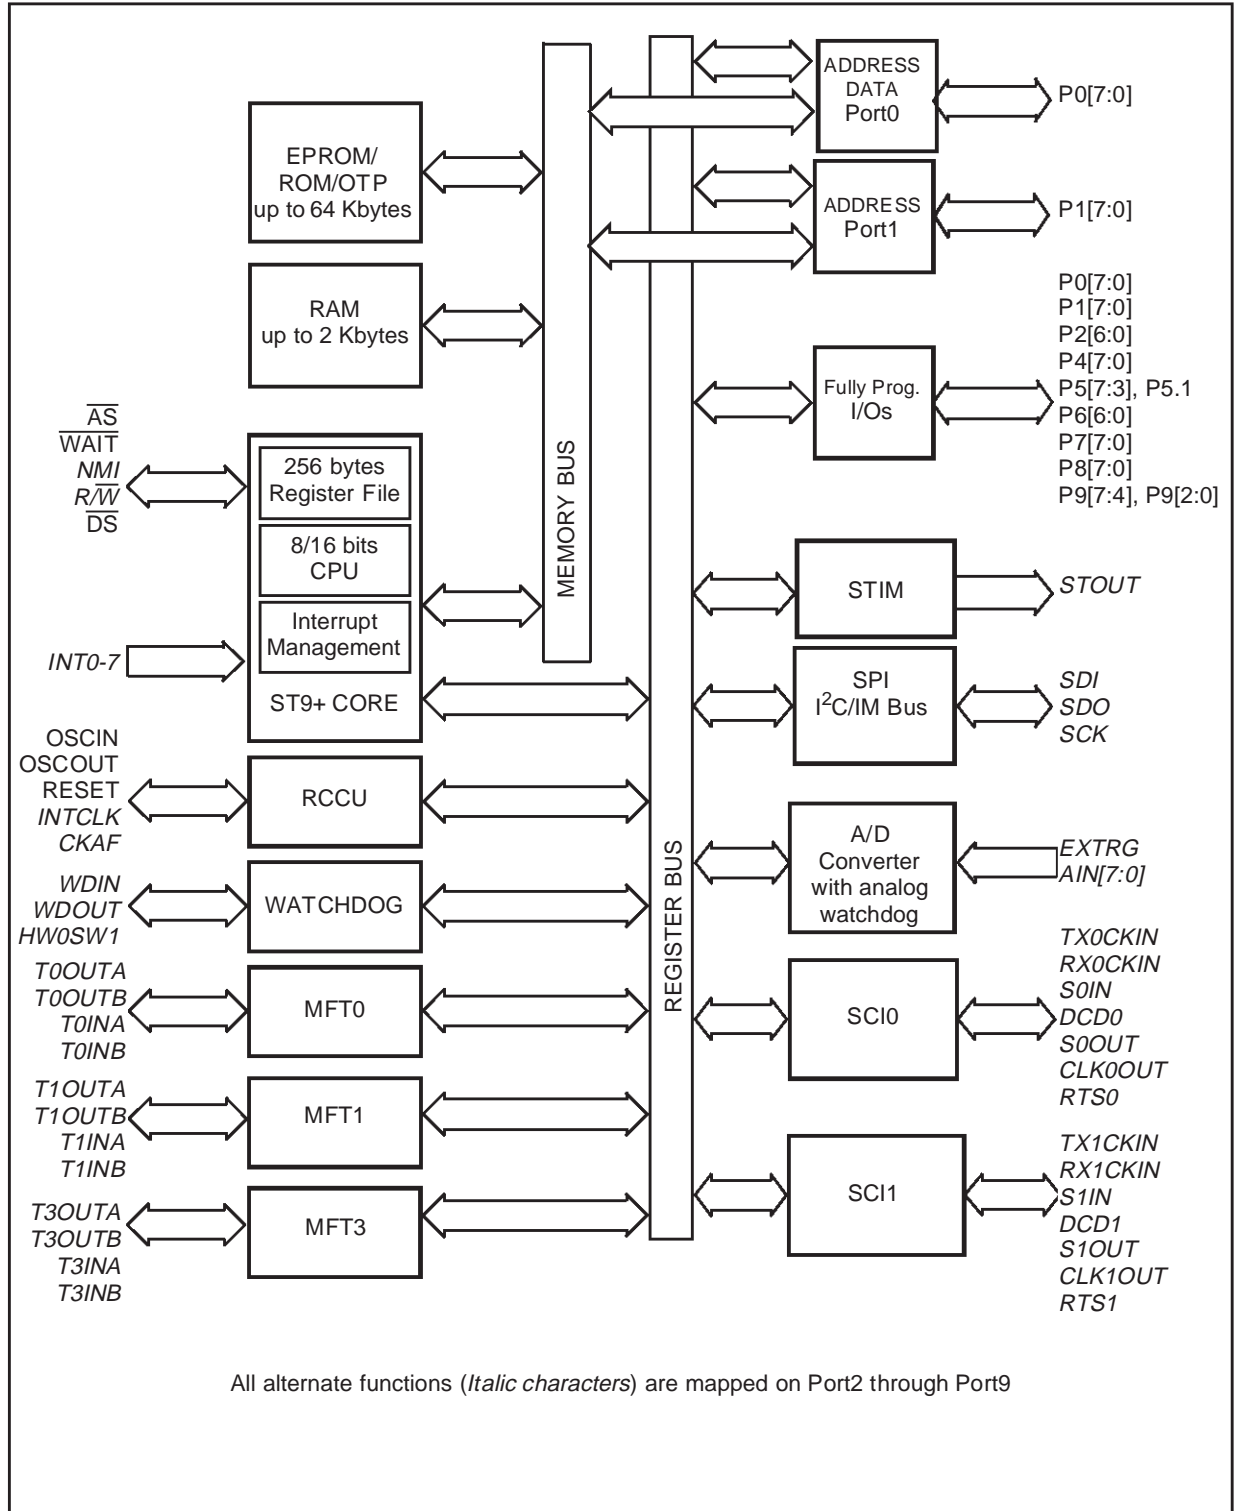 ADDRESS
DATA
Port0
P0[7:0]
EPROM/
ROM/OTP
up to 64 Kbytes
ADDRESS
Port1
P1[7:0]
RAM
up to 2 Kbytes
Fully Prog.
I/Os
P0[7:0]
P1[7:0]
P2[6:0]
P4[7:0]
P5[7:3], P5.1
P6[6:0]
P7[7:0]
P8[7:0]
P9[7:4], P9[2:0]
AS
WAIT
NMI
R/W
DS
256 bytes
Register File
8/16 bits
CPU
Interrupt
Management
ST9+ CORE
INT0-7
MEMORY BUS
REGISTER BUS
STIM
STOUT
SPI
I2C/IM Bus
SDI
SDO
SCK
OSCIN
OSCOUT
RESET
INTCLK
CKAF
RCCU
A/D
Converter
with analog
watchdog
EXTRG
AIN[7:0]
WDIN
WDOUT
HW0SW1
WATCHDOG
T0OUTA
T0OUTB
T0INA
T0INB
MFT0
SCI0
TX0CKIN
RX0CKIN
S0IN
DCD0
S0OUT
CLK0OUT
RTS0
T1OUTA
T1OUTB
T1INA
T1INB
MFT1
SCI1
TX1CKIN
RX1CKIN
S1IN
DCD1
S1OUT
CLK1OUT
RTS1
T3OUTA
T3OUTB
T3INA
T3INB
MFT3
All alternate functions (Italic characters) are mapped on Port2 through Port9